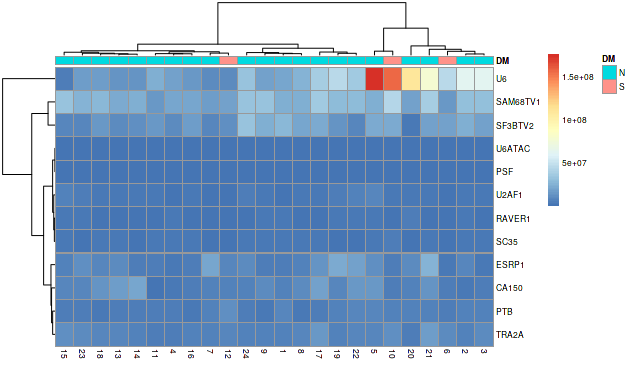 DM
U6
SAM68TV1
SF3BTV2
U6ATAC
PSF
U2AF1
RAVER1
SC35
ESRP1
CA150
PTB
TRA2A
15 23 18 13 14 11 4 16 7 12 24 9 1 8 17 19 22 5 10 20 21 6 2 3
1.5e+08
1e+08
5e+07
DM
N
S